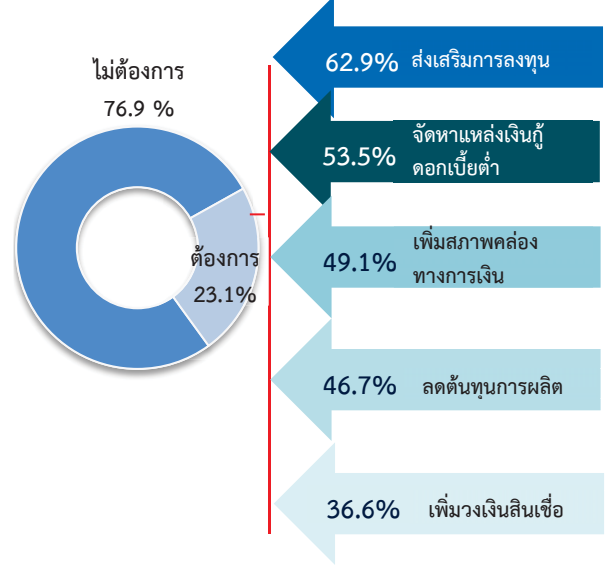 ไม่ต้องการ
76.9 %
ต้องการ
23.1%
62.9% ส่งเสริมการลงทุน
53.5% จัดหาแหล่งเงินกู้
ดอกเบี้ยต่ำ
49.1% เพิ่มสภาพคล่อง
ทางการเงิน
46.7% ลดต้นทุนการผลิต
36.6% เพิ่มวงเงินสินเชื่อ